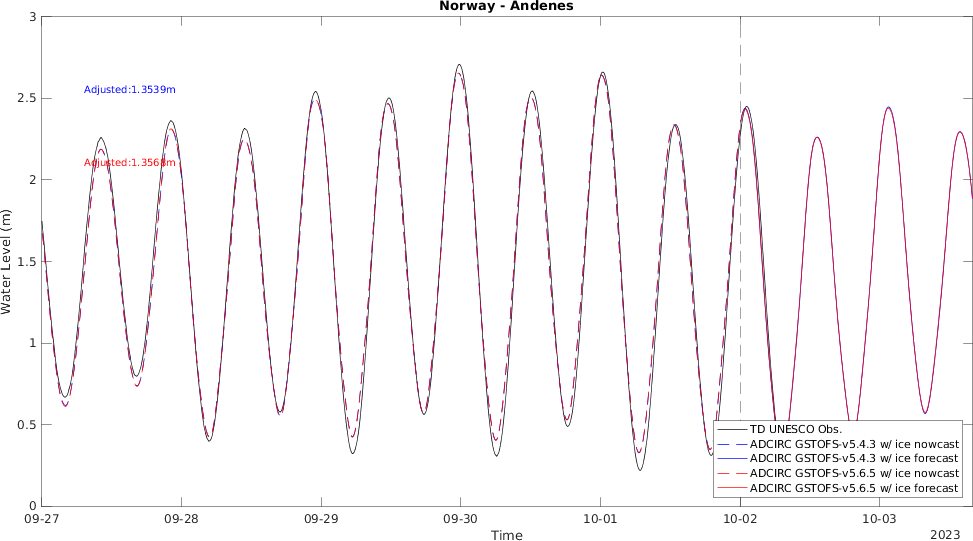 Norway - Andenes
3
2.5
2
1.5
1
0.5
0
Water Level (m)
Adjusted:1.3539m
Adjusted:1.3568m
TD UNESCO Obs.
ADCIRC GSTOFS-v5.4.3 w/ ice nowcast
ADCIRC GSTOFS-v5.4.3 w/ ice forecast
ADCIRC GSTOFS-v5.6.5 w/ ice nowcast
ADCIRC GSTOFS-v5.6.5 w/ ice forecast
09-27 09-28 09-29 09-30 10-01 10-02 10-03
Time
2023